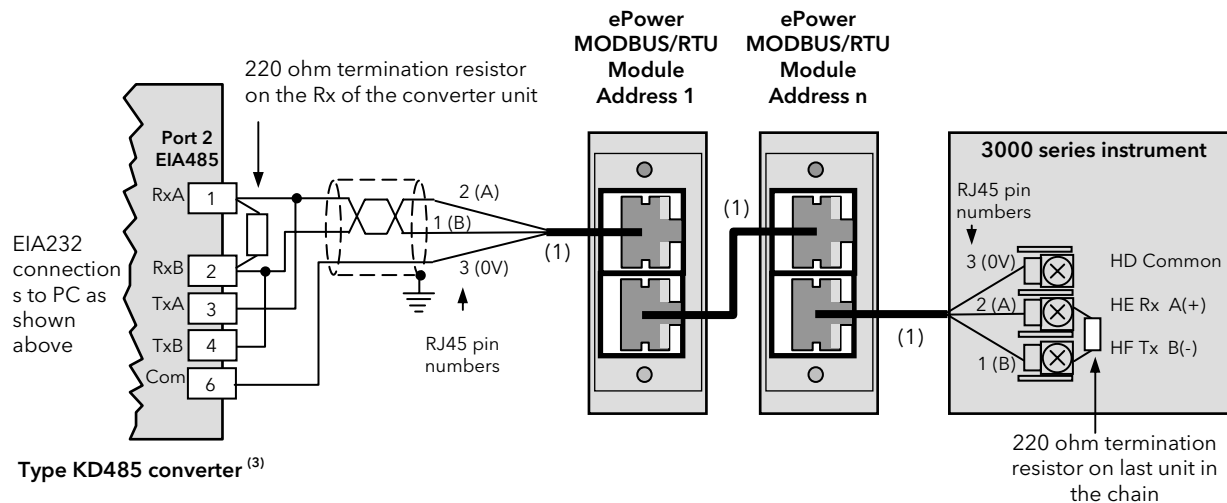 ePower
MODBUS/RTU
Module
Address 1
ePower
MODBUS/RTU
Module
Address n
220 ohm termination resistor
on the Rx of the converter unit
Port 2
EIA485
RxA
1
RxB
2
TxA
3
TxB
4
Com
6
EIA232
connection
s to PC as
shown
above
2 (A)
1 (B)
3 (0V)
(1)
RJ45 pin
numbers
(1)
(1)
3000 series instrument
RJ45 pin
numbers
3 (0V)
HD Common
2 (A)
HE Rx A(+)
1 (B)
HF Tx B(-)
220 ohm termination
resistor on last unit in
the chain
Type KD485 converter (3)